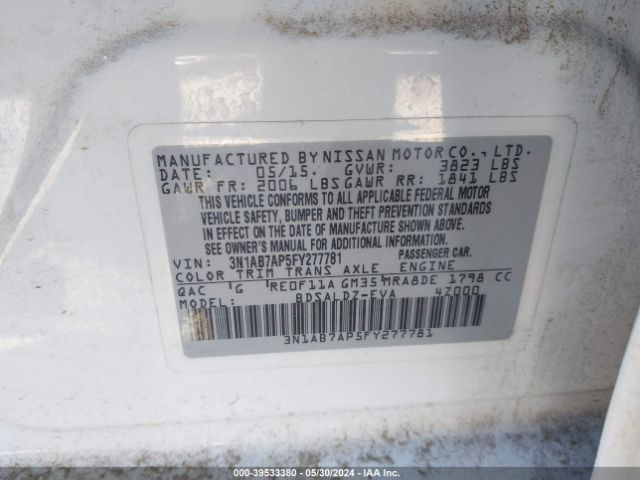 MANUFACTURED BY NISSAN MOTOR CO., LTD.
DATE: 05/15. GVWR: 3823 LBS
GAWR FR: 2006 LBS GAWR RR: 1841 LBS
THIS VEHICLE CONFORMS TO ALL APPLICABLE FEDERAL MOTOR
VEHICLE SAFETY, BUMPER AND THEFT PREVENTION STANDARDS
IN EFFECT ON THE DATE OF MANUFACTURE SHOWN ABOVE.
SEE OWNER'S MANUAL FOR ADDITIONAL INFORMATION
VIN: 3N1AB7AP5FY277781 PASSENGER CAR.
COLOR TRIM TRANS AXLE ENGINE
QAC G RE0F11A GM35 MRA8DE 1798 CC
MODEL: BDSALDZ-EVA 47000
3N1AB7AP5FY277781
000-39533380 - 05/30/2024 - IAA Inc.